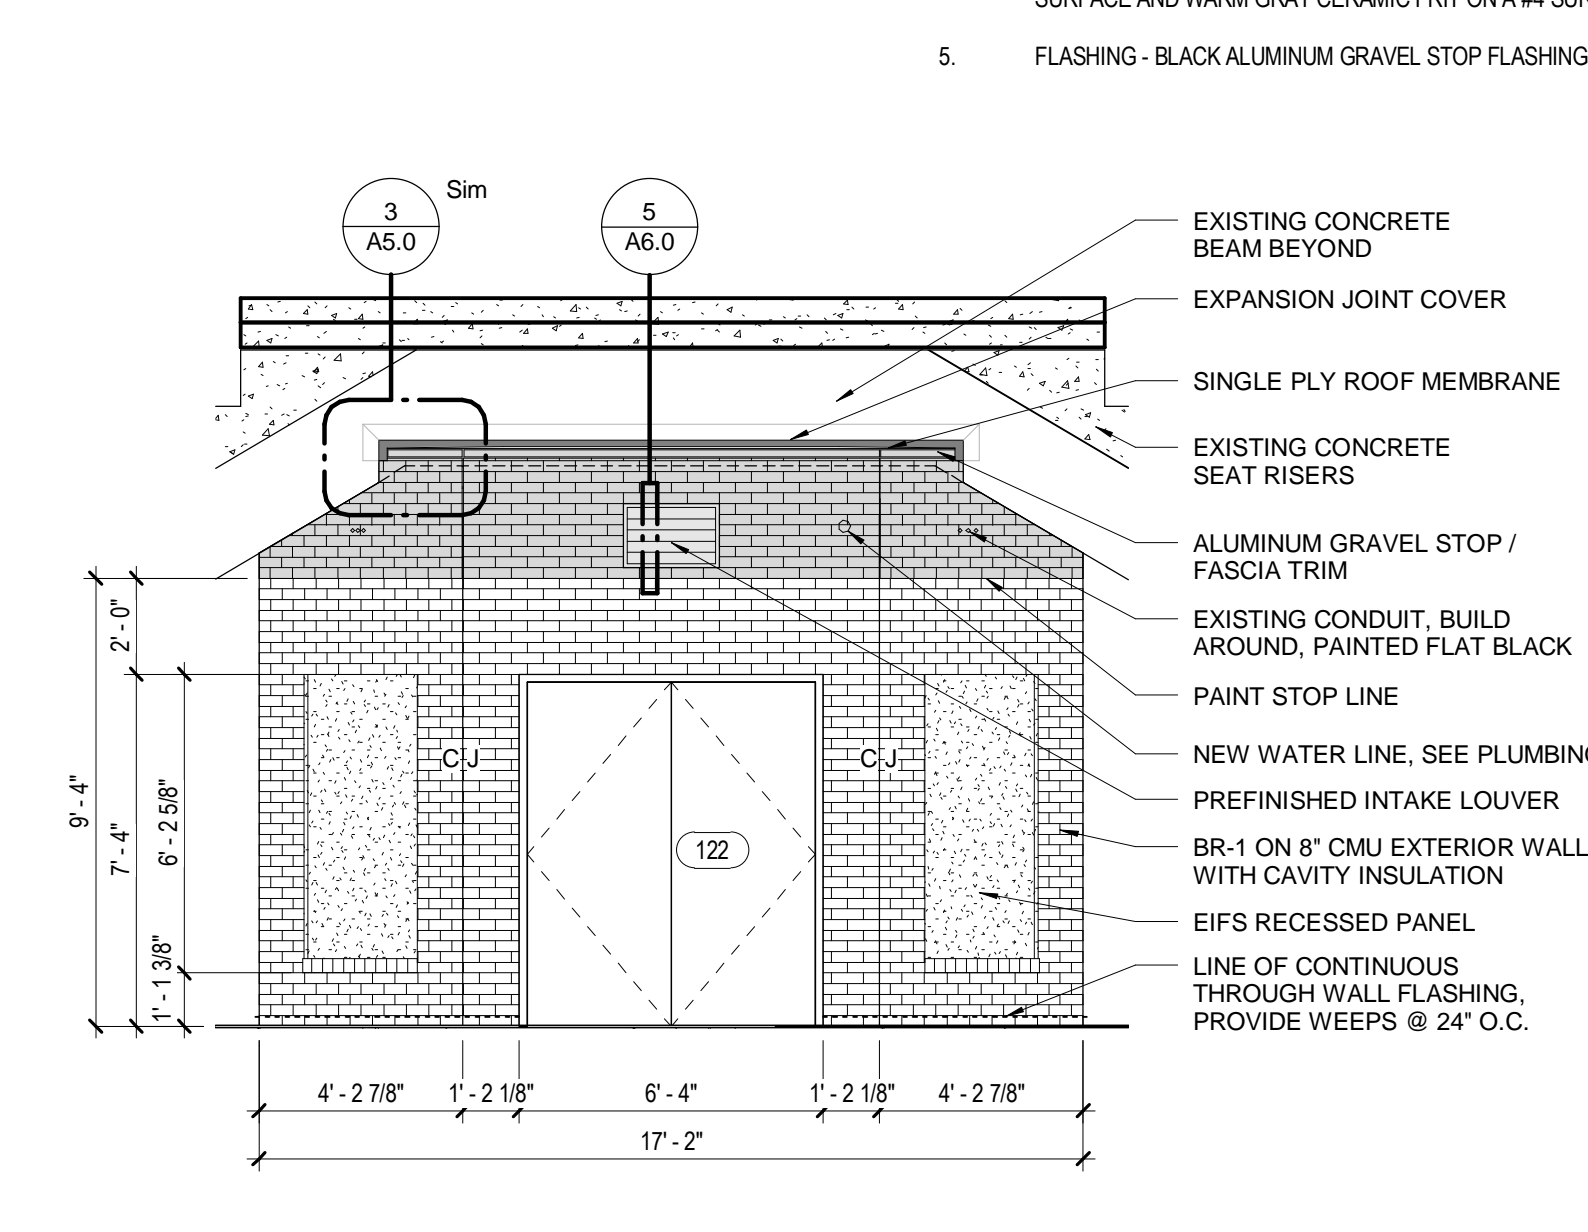 SURFACE AND WARM GRAY CERAMIC FRIT ON A #4 SUR
5. FLASHING - BLACK ALUMINUM GRAVEL STOP FLASHING
3
A5.0
Sim
5
A6.0
EXISTING CONCRETE
BEAM BEYOND
EXPANSION JOINT COVER
SINGLE PLY ROOF MEMBRANE
EXISTING CONCRETE
SEAT RISERS
ALUMINUM GRAVEL STOP /
FASCIA TRIM
EXISTING CONDUIT, BUILD
AROUND, PAINTED FLAT BLACK
PAINT STOP LINE
NEW WATER LINE, SEE PLUMBING
PREFINISHED INTAKE LOUVER
BR-1 ON 8" CMU EXTERIOR WALL
WITH CAVITY INSULATION
EIFS RECESSED PANEL
LINE OF CONTINUOUS
THROUGH WALL FLASHING,
PROVIDE WEEPS @ 24" O.C.
2' - 0"
9' - 4"
7' - 4"
6' - 2 5/8"
1' - 1 3/8"
CJ
CJ
122
4' - 2 7/8"
1' - 2 1/8"
6' - 4"
1' - 2 1/8"
4' - 2 7/8"
17' - 2"